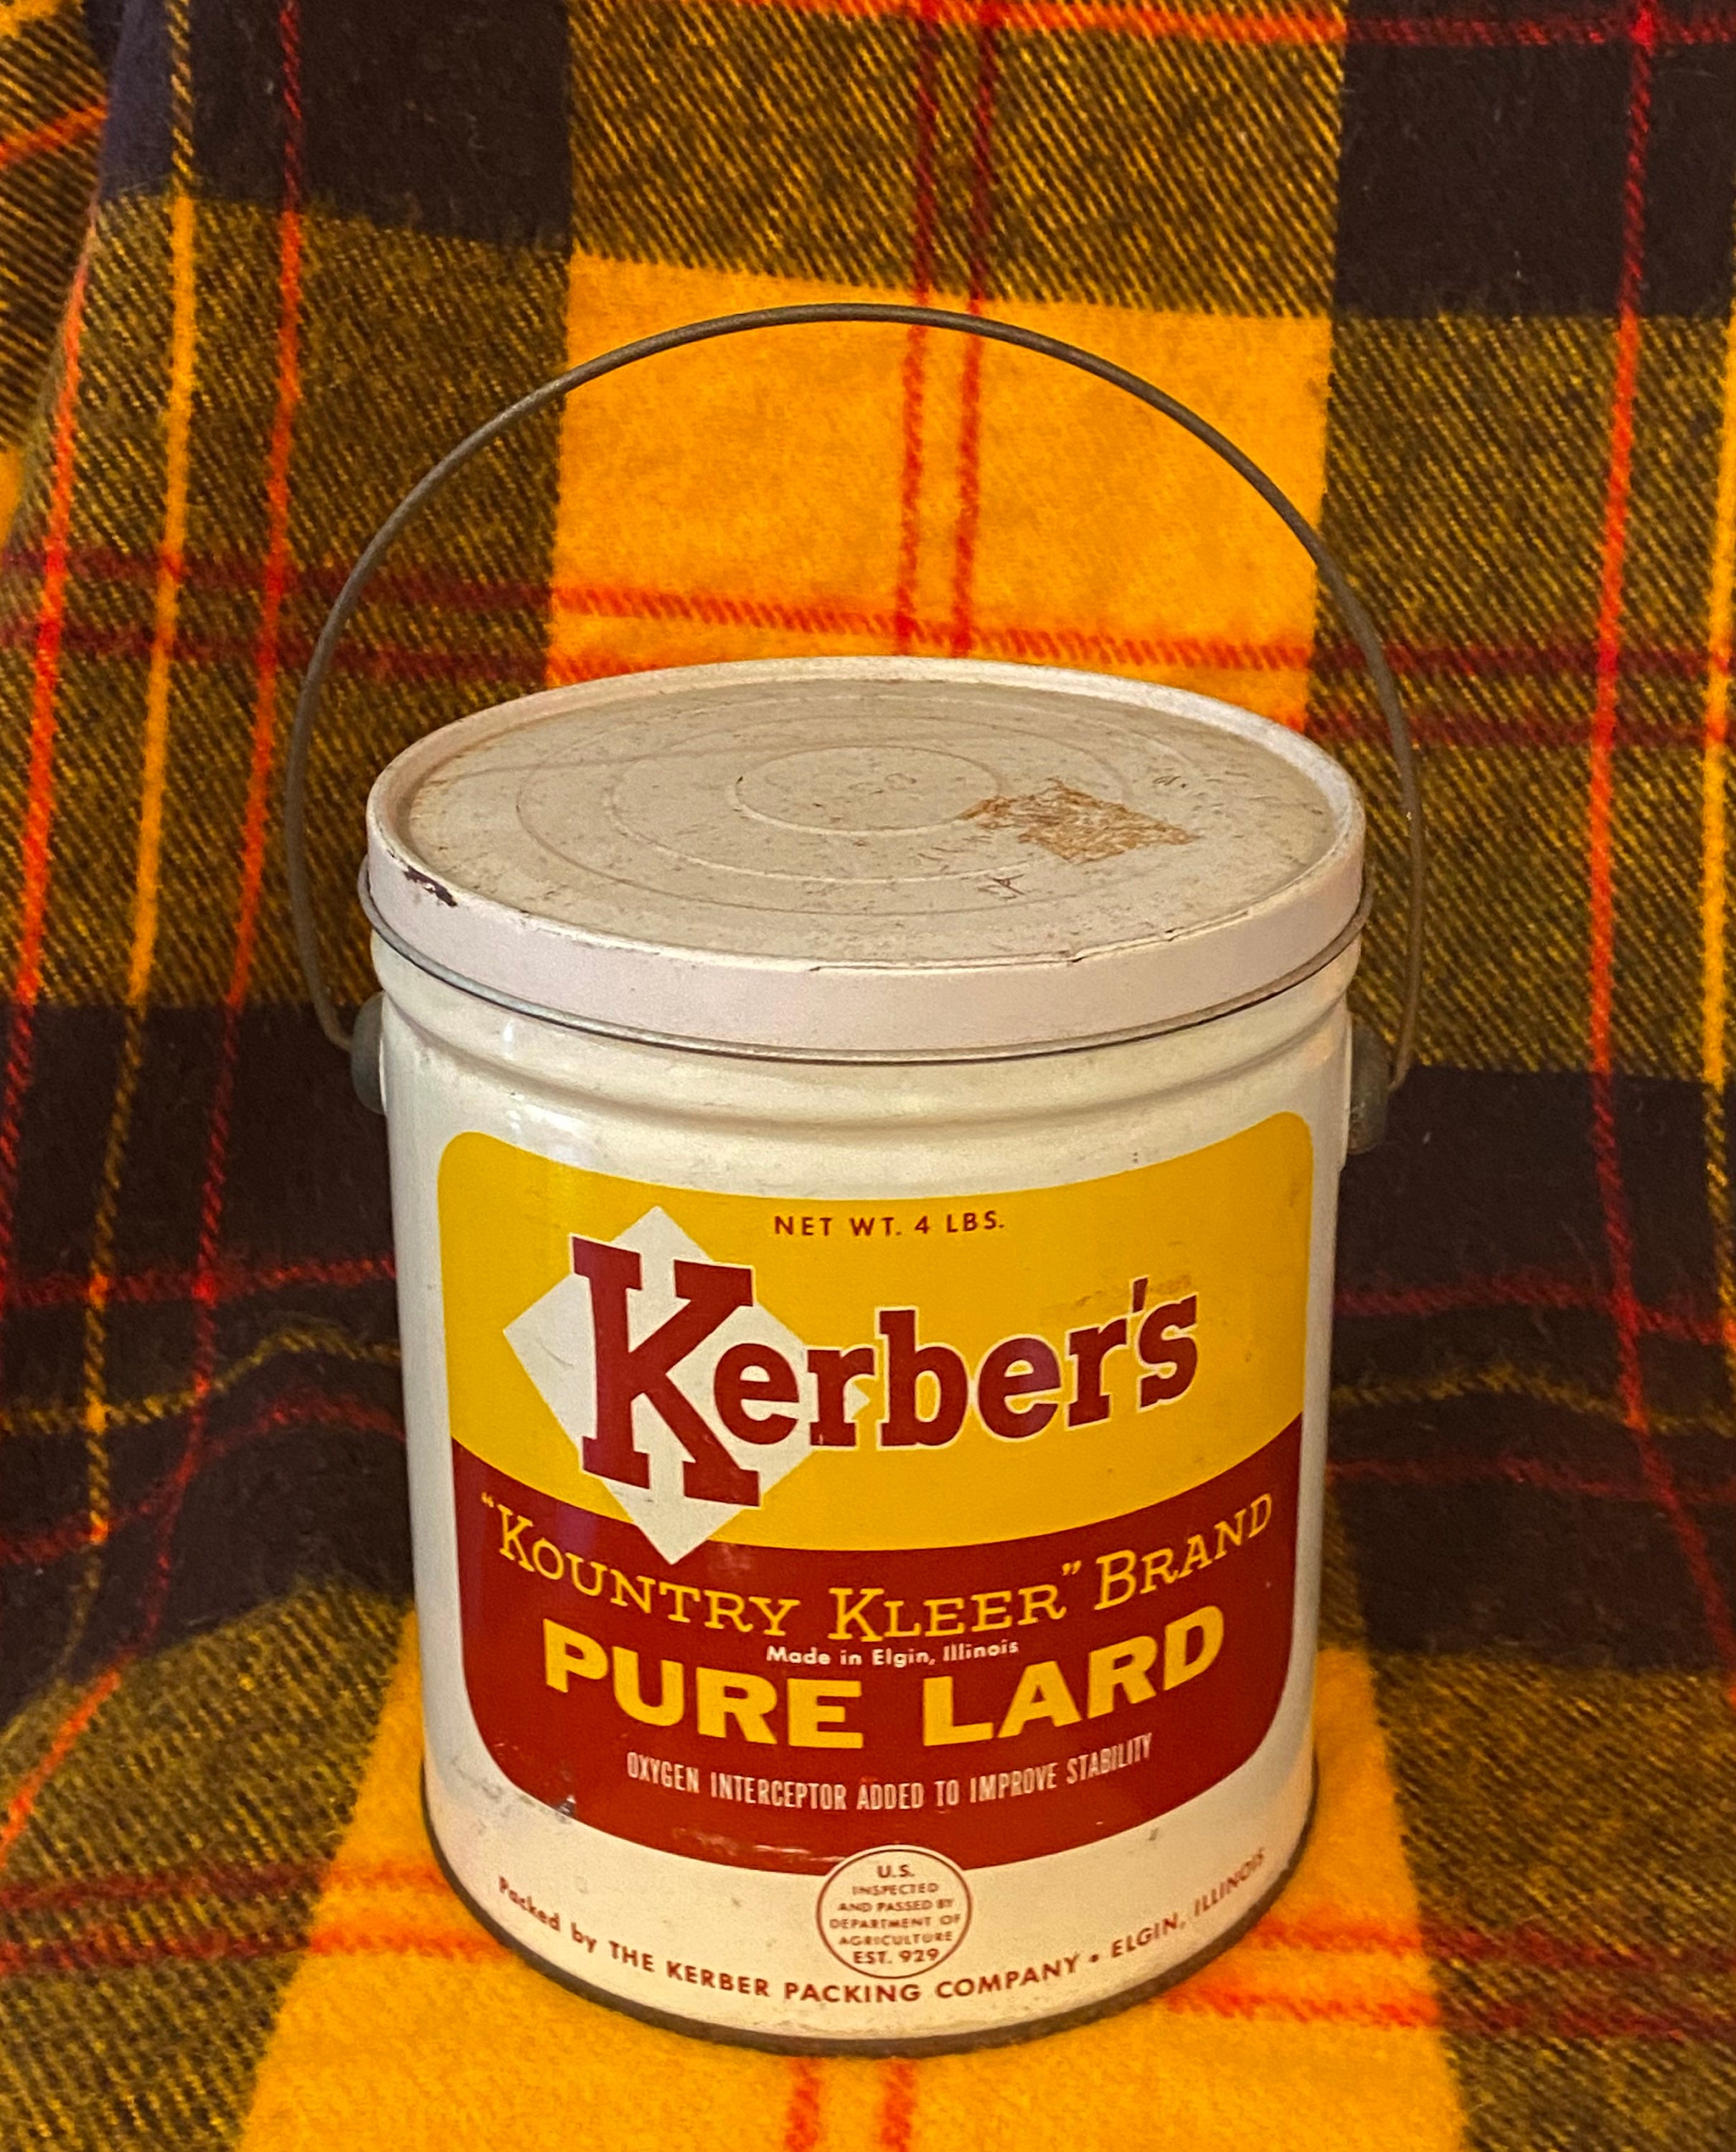 NET WT. 4 LBS.
Kerber's
"KOUNTRY KLEER" BRAND
Made in Elgin, Illinois
PURE LARD
OXYGEN INTERCEPTOR ADDED TO IMPROVE STABILITY
U.S.
INSPECTED
AND PASSED BY
DEPARTMENT OF
AGRICULTURE
EST. 929
Packed by THE KERBER PACKING COMPANY • ELGIN, ILLINOIS